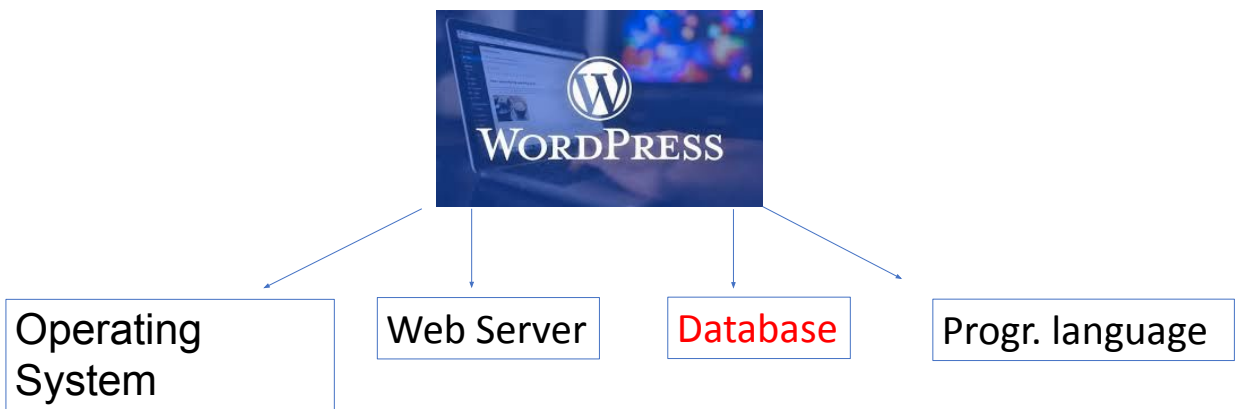 WORDPRESS
Operating
System
Web Server
Database
Progr. language